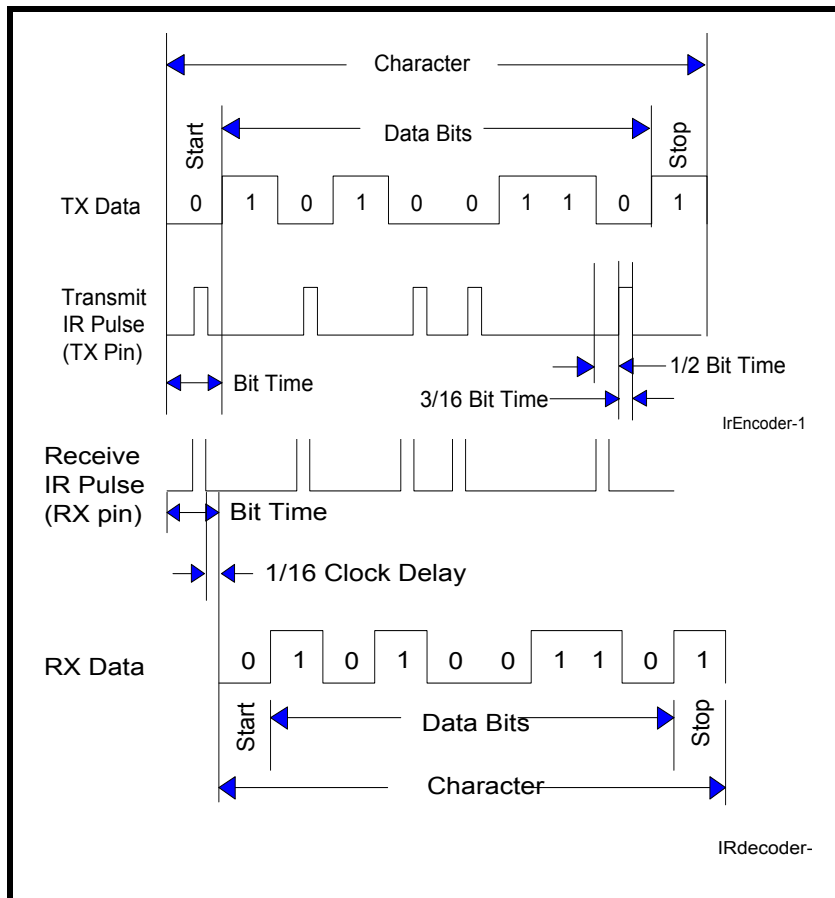 Character
Start
Data Bits
Stop
TX Data
0 1 0 1 0 0 1 1 0 1
Transmit
IR Pulse
(TX Pin)
Bit Time
1/2 Bit Time
3/16 Bit Time
IrEncoder-1
Receive
IR Pulse
(RX pin)
Bit Time
1/16 Clock Delay
RX Data
0 1 0 1 0 0 1 1 0 1
Start
Data Bits
Stop
Character
IRdecoder-